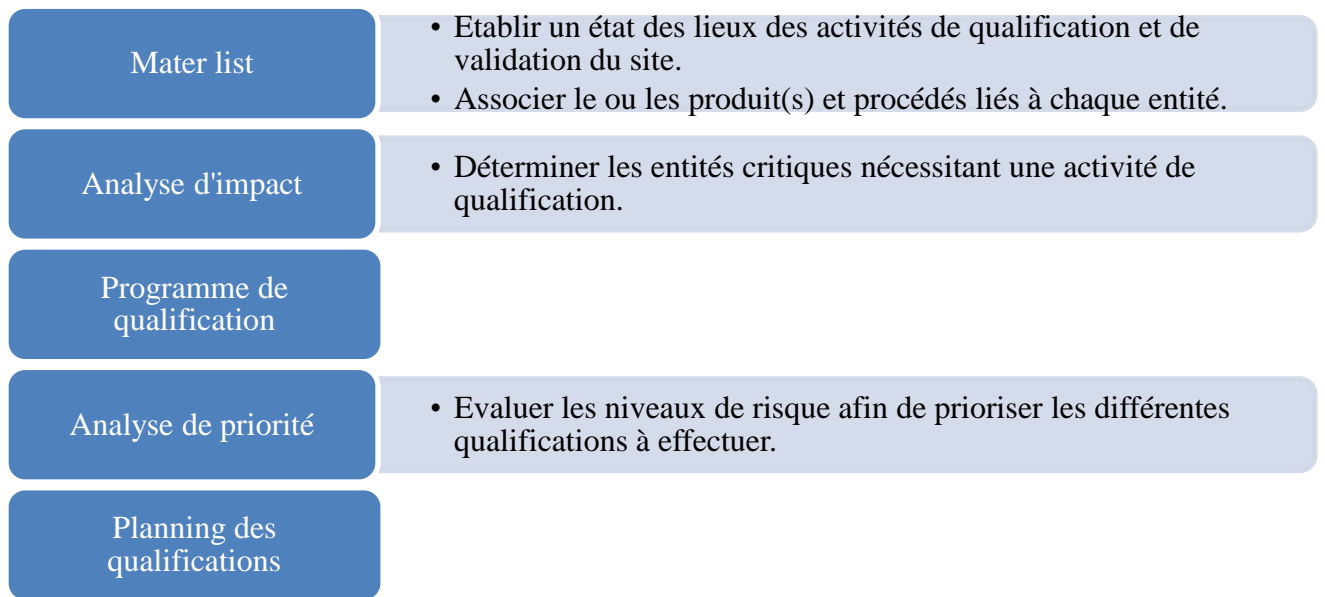 Mater list
• Etablir un état des lieux des activités de qualification et de
validation du site.
• Associer le ou les produit(s) et procédés liés à chaque entité.
Analyse d'impact
• Déterminer les entités critiques nécessitant une activité de
qualification.
Programme de
qualification
Analyse de priorité
• Evaluer les niveaux de risque afin de prioriser les différentes
qualifications à effectuer.
Planning des
qualifications